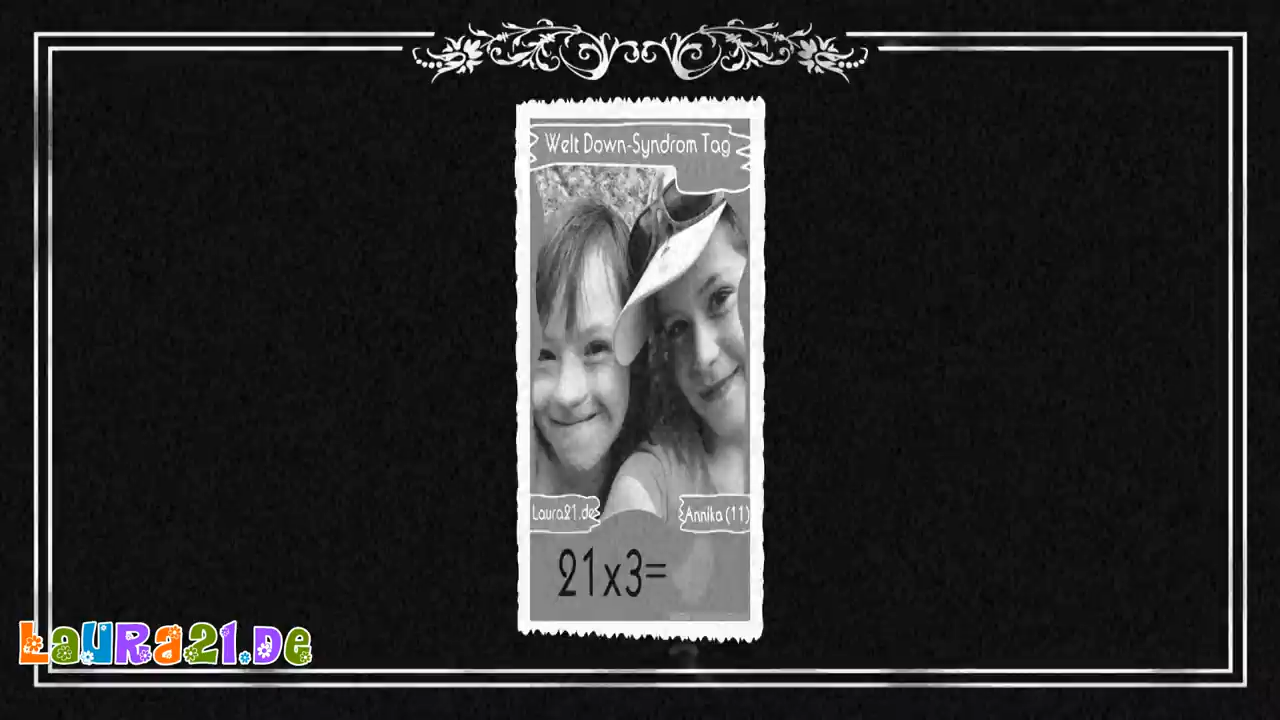 Welt Down-Syndrom Tag
Laura21.de
Annika (11)
21x3=
LaURa21.De